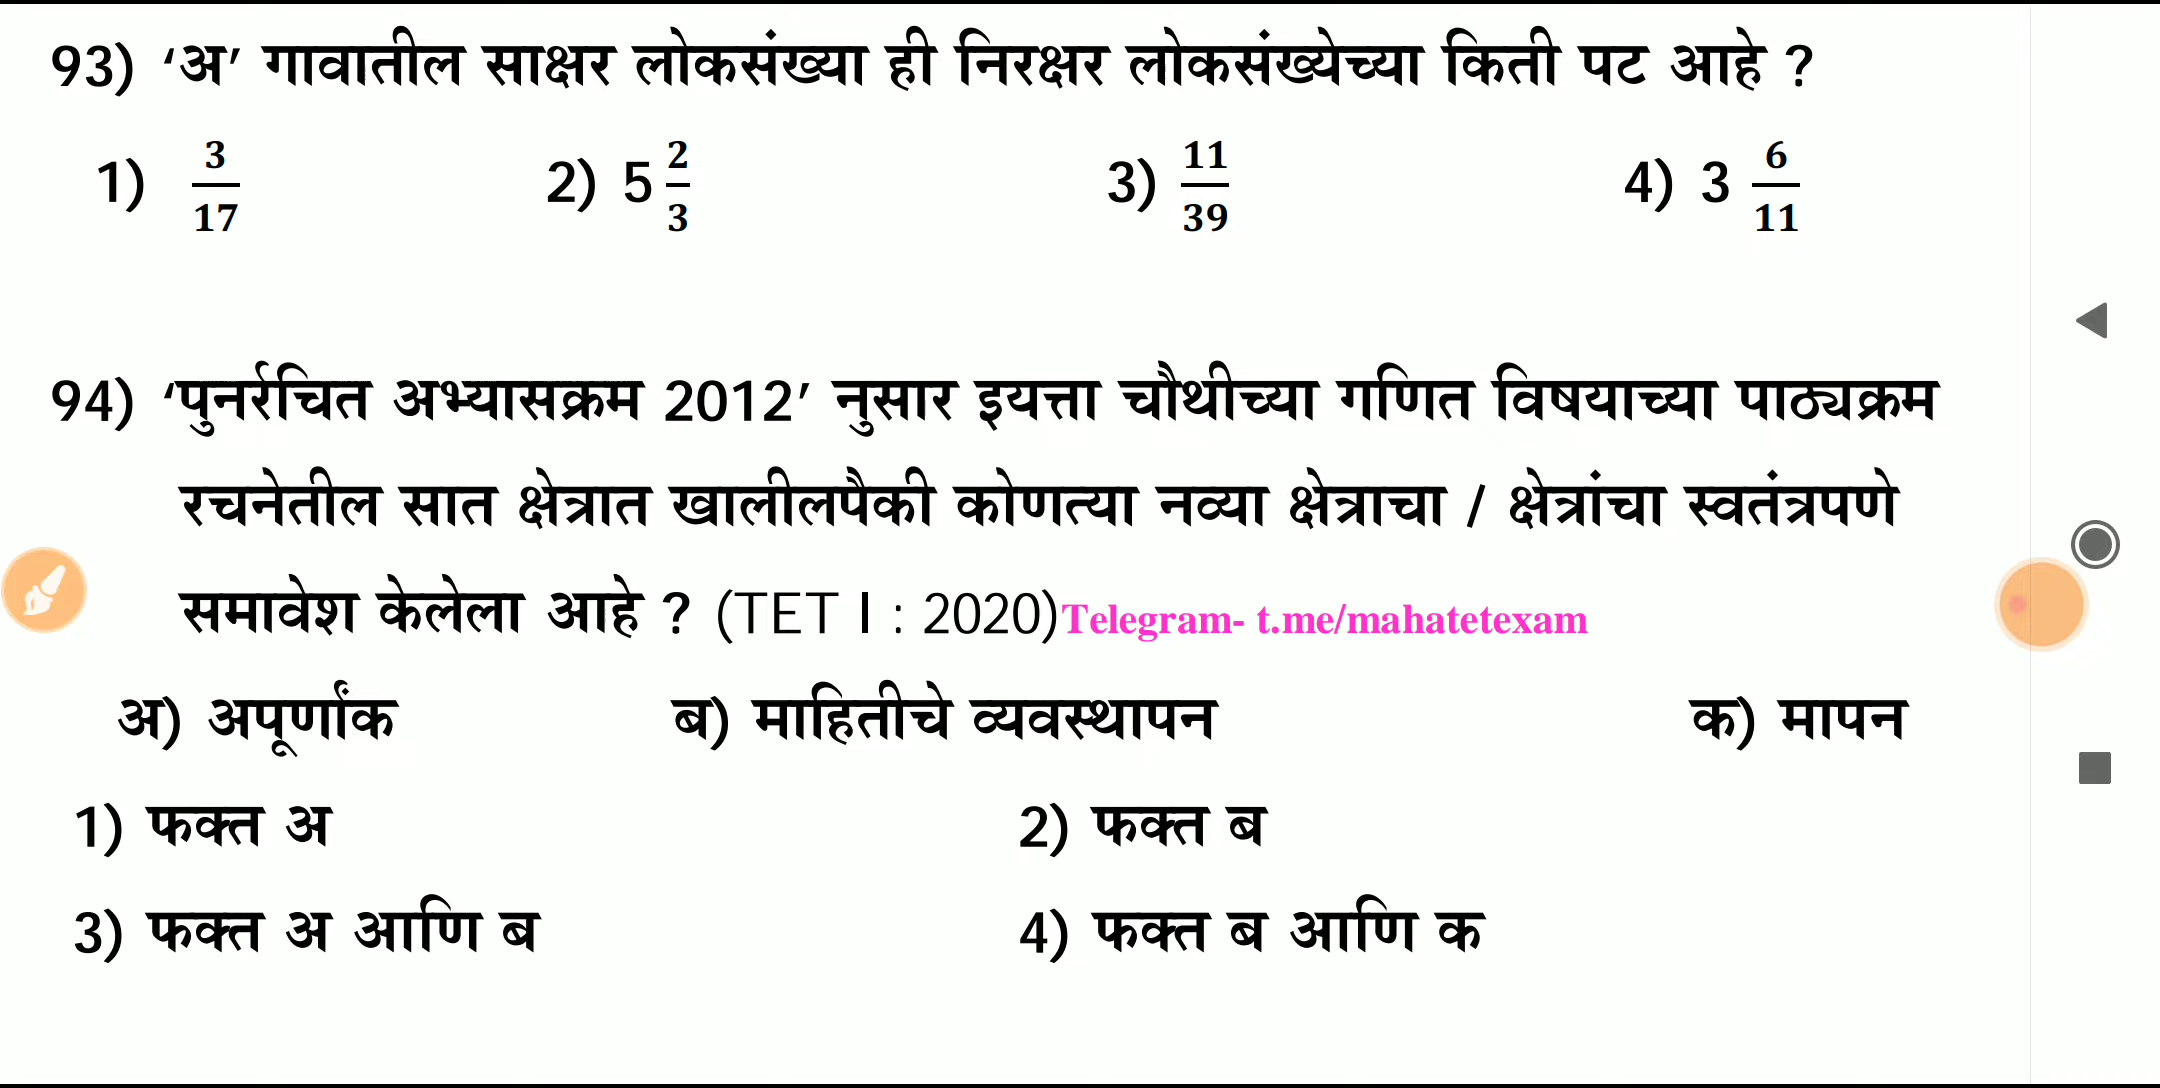 93) ‘अ’ गावातील साक्षर लोकसंख्या ही निरक्षर लोकसंख्येच्या किती पट आहे ?
1) 3/17 2) 5 2/3 3) 11/39 4) 3 6/11
94) ‘पुनर्रचित अभ्यासक्रम 2012’ नुसार इयत्ता चौथीच्या गणित विषयाच्या पाठ्यक्रम
रचनेतील सात क्षेत्रात खालीलपैकी कोणत्या नव्या क्षेत्राचा / क्षेत्रांचा स्वतंत्रपणे
समावेश केलेला आहे ? (TET I : 2020)Telegram- t.me/mahatetexam
अ) अपूर्णांक ब) माहितीचे व्यवस्थापन क) मापन
1) फक्त अ 2) फक्त ब
3) फक्त अ आणि ब 4) फक्त ब आणि क